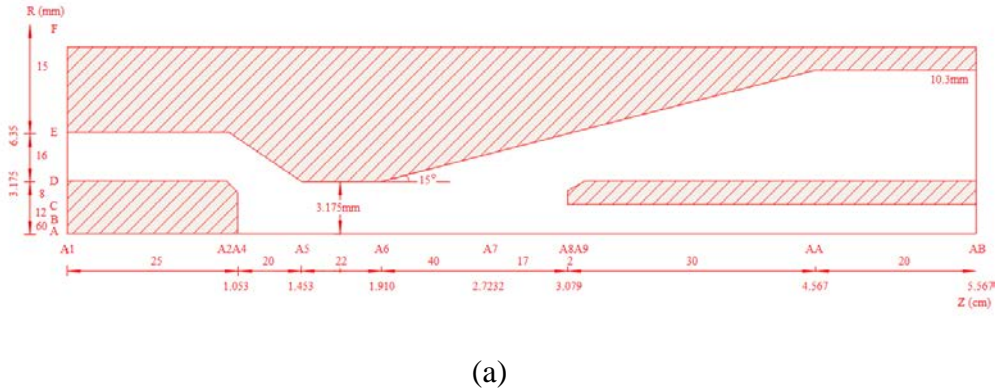 R (mm)
F
15
10.3mm
E
6.35
16
D
15°
3.175
8
C
3.175mm
12
B
60
A
A1 A2A4 A5 A6 A7 A8A9 AA AB
25 20 22 40 17 2 30 20
1.053 1.453 1.910 2.7232 3.079 4.567 5.567
Z (cm)
(a)